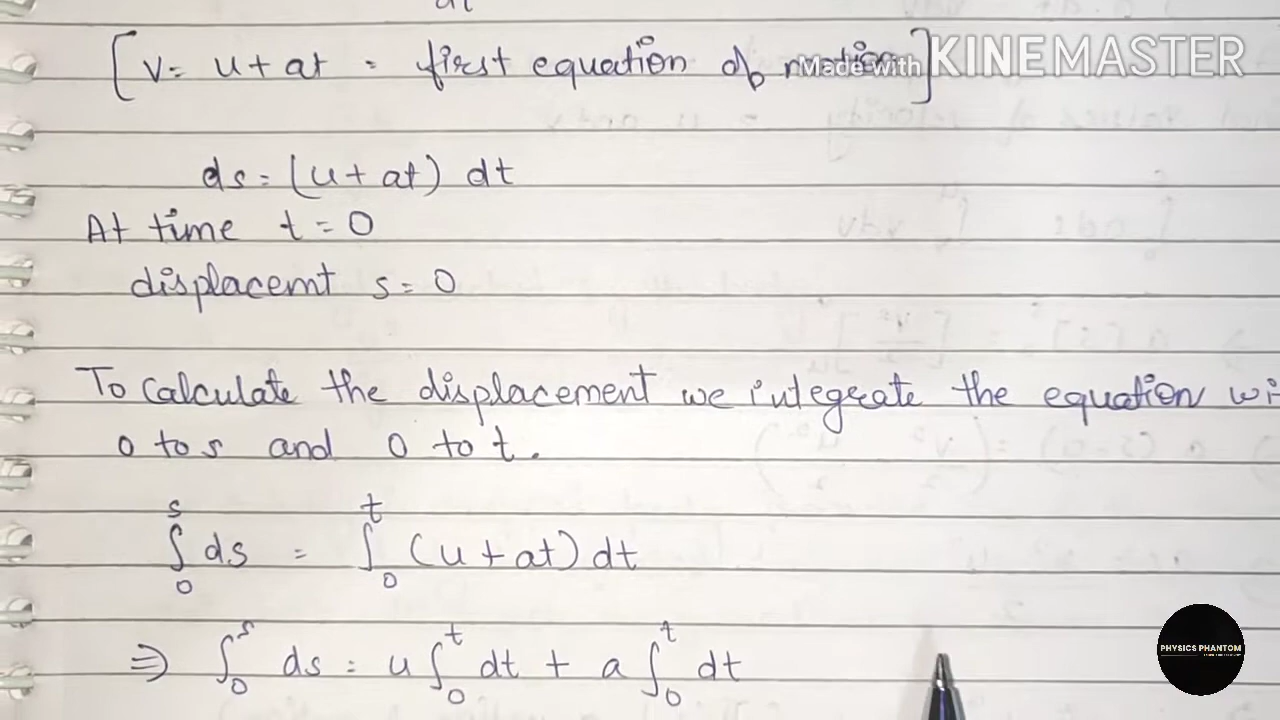 [v = u + at = first equation of motion]
Made with KINEMASTER
ds = (u + at) dt
At time t = 0
displacemt s = 0
To calculate the displacement we integrate the equation wi
0 to s and 0 to t.
∫₀ˢ ds = ∫₀ᵗ (u + at) dt
⇒ ∫₀ˢ ds = u ∫₀ᵗ dt + a ∫₀ᵗ dt
PHYSICS PHANTOM